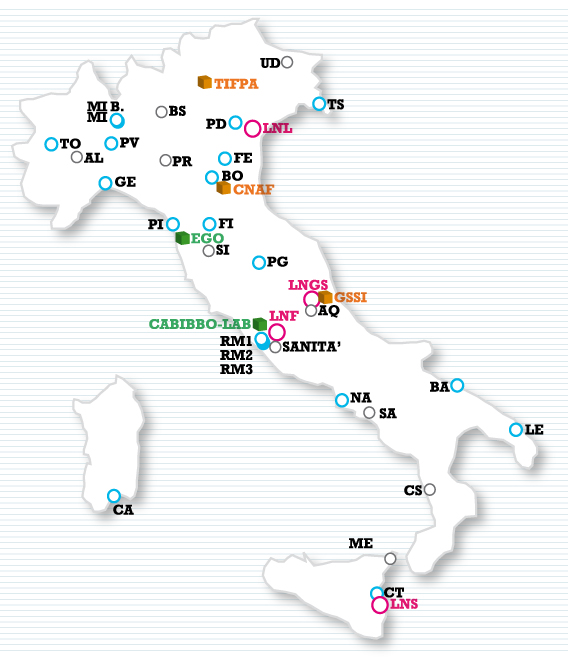 UD
TIFPA
MI B.
MI
BS
TS
PD
LNL
TO
PV
AL
PR
FE
BO
GE
CNAF
PI
FI
EGO
SI
PG
LNGS
GSSI
AQ
LNF
CABIBBO-LAB
RM1
RM2
RM3
SANITA’
NA
SA
BA
LE
CS
CA
ME
CT
LNS